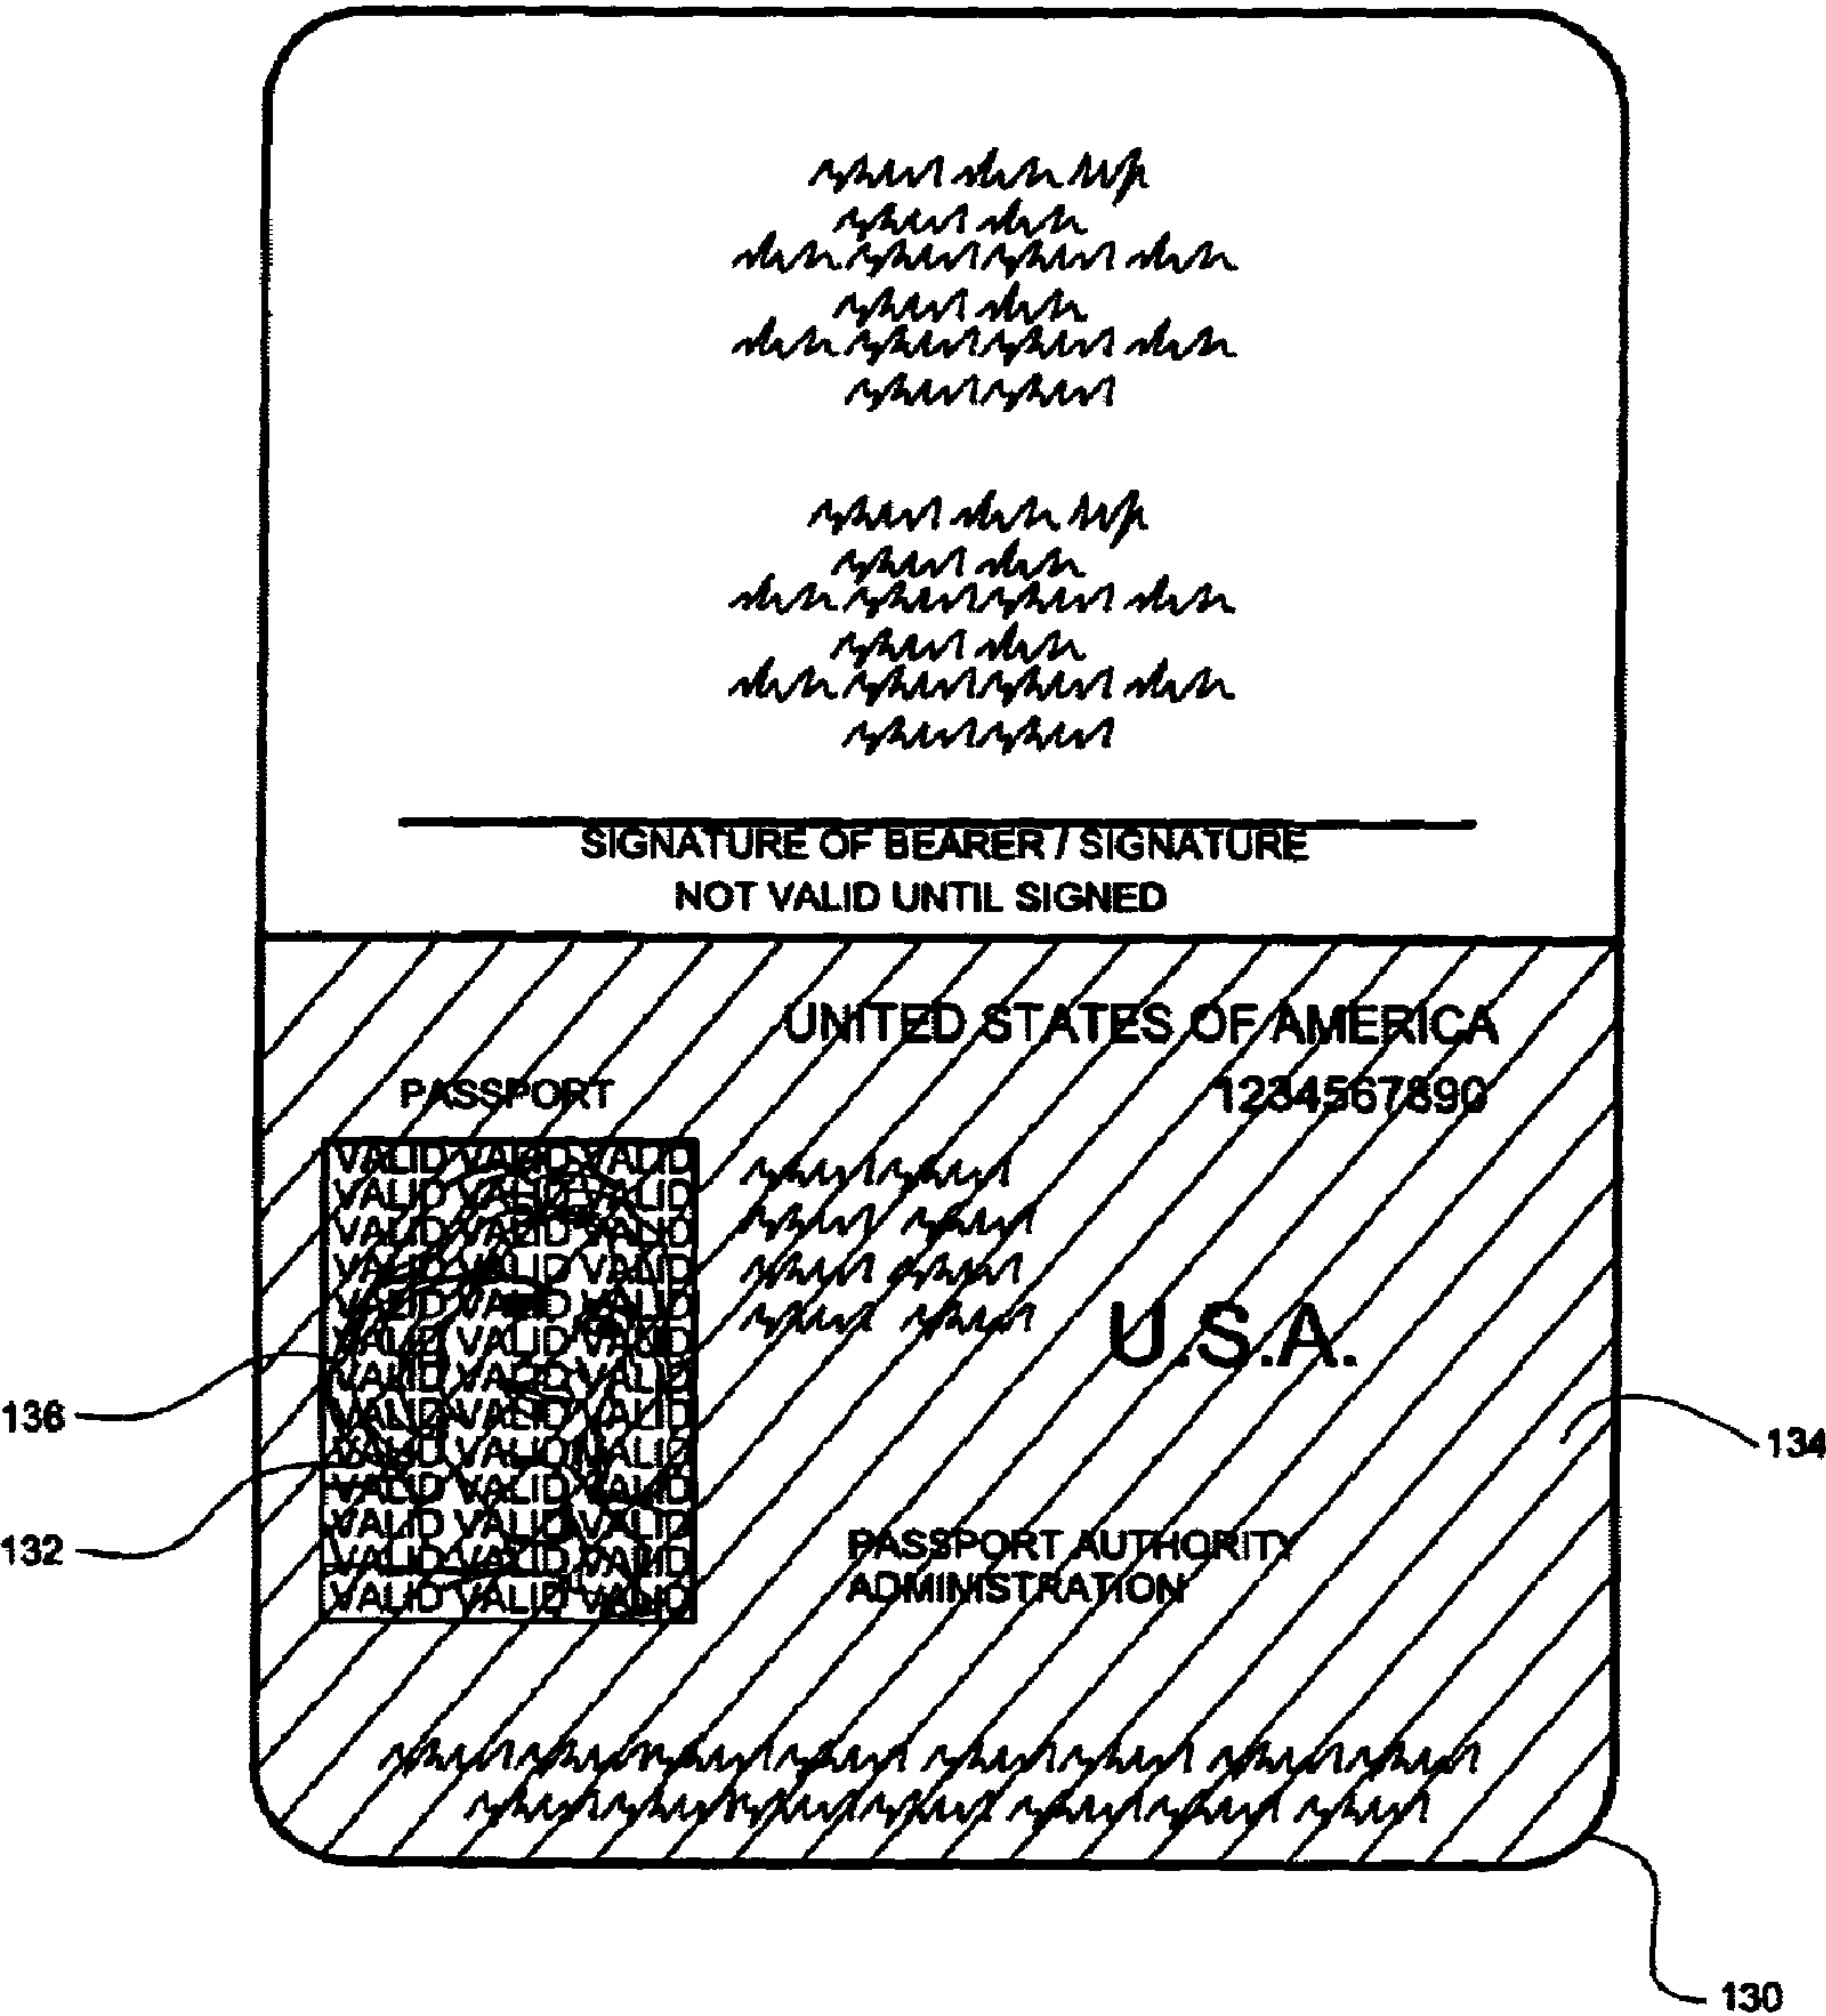 SIGNATURE OF BEARER / SIGNATURE
NOT VALID UNTIL SIGNED
UNITED STATES OF AMERICA
PASSPORT
1234567890
VALID VALID VALID
VALID VALID VALID
VALID VALID VALID
VALID VALID VALID
VALID VALID VALID
VALID VALID VALID
VALID VALID VALID
VALID VALID VALID
VALID VALID VALID
VALID VALID VALID
VALID VALID VALID
VALID VALID VALID
VALID VALID VALID
U.S.A.
136
134
132
PASSPORT AUTHORITY
ADMINISTRATION
130